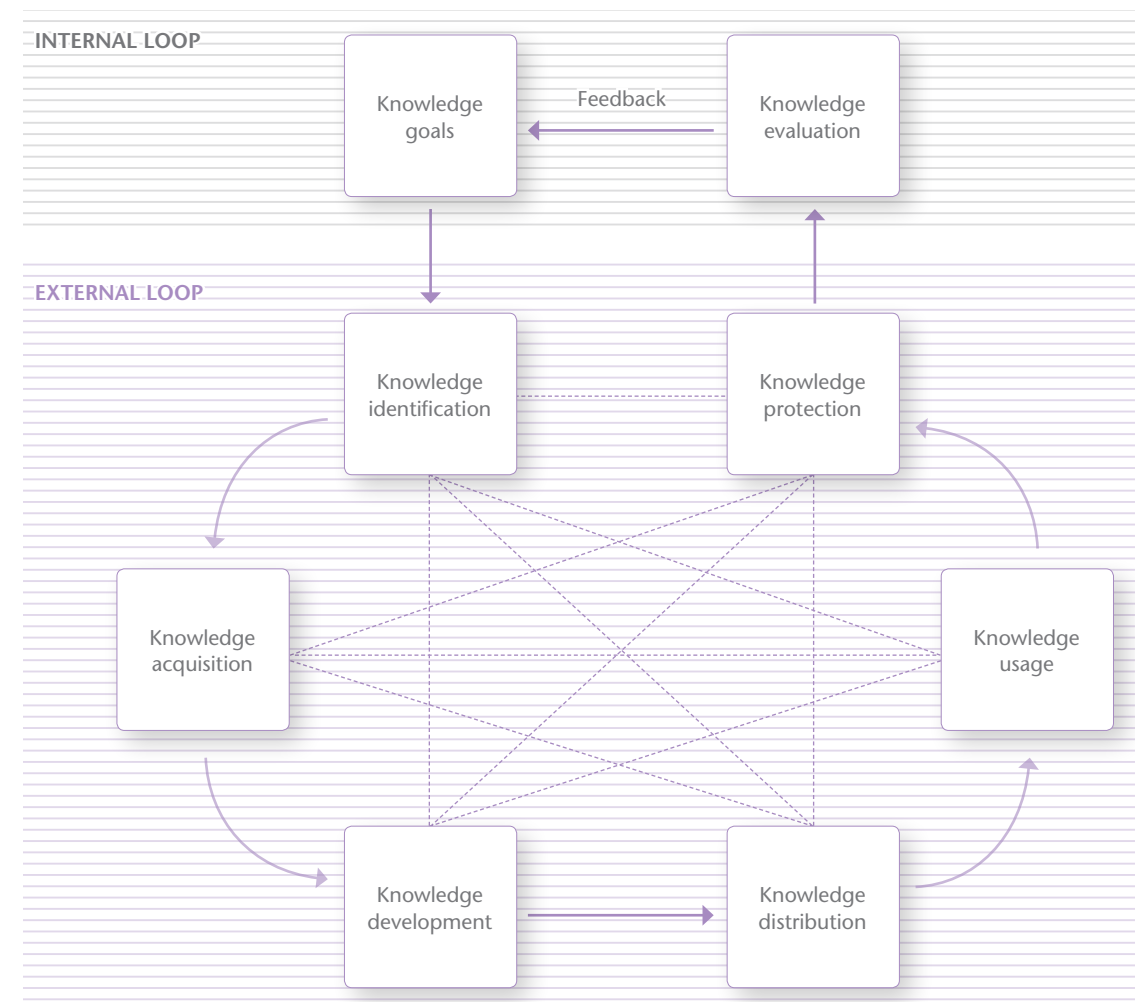 INTERNAL LOOP
Knowledge
goals
Feedback
Knowledge
evaluation
EXTERNAL LOOP
Knowledge
identification
Knowledge
protection
Knowledge
acquisition
Knowledge
usage
Knowledge
development
Knowledge
distribution